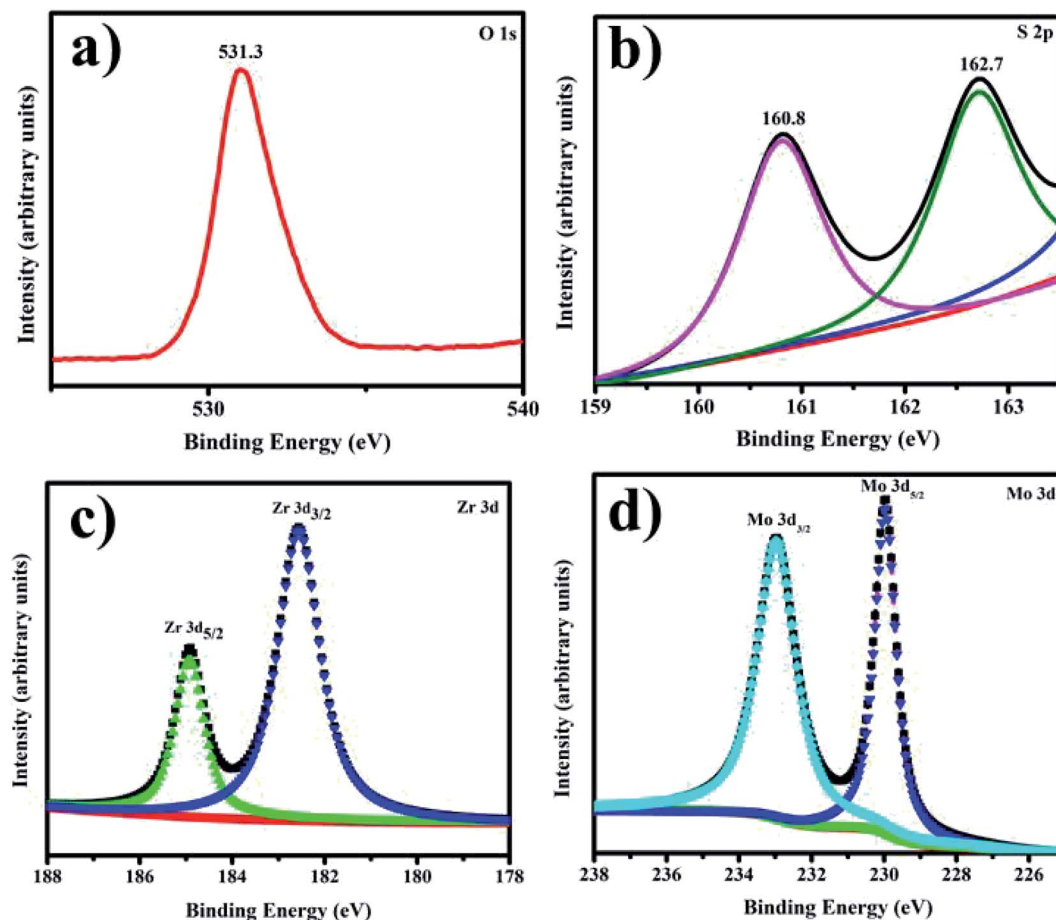 a)
O 1s
531.3
Intensity (arbitrary units)
530
540
Binding Energy (eV)
b)
S 2p
162.7
160.8
Intensity (arbitrary units)
159
160
161
162
163
Binding Energy (eV)
c)
Zr 3d3/2
Zr 3d
Zr 3d5/2
Intensity (arbitrary units)
188
186
184
182
180
178
Binding Energy (eV)
d)
Mo 3d5/2
Mo 3d
Mo 3d3/2
Intensity (arbitrary units)
238
236
234
232
230
228
226
Binding Energy (eV)